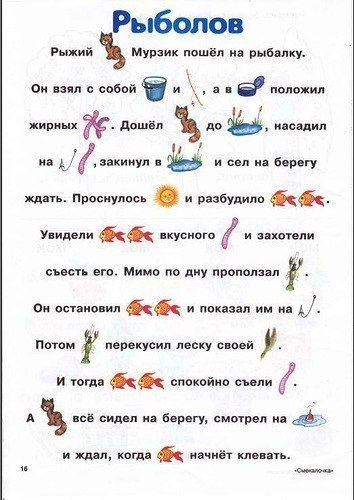 Рыболов
Рыжий Мурзик пошёл на рыбалку.
Он взял с собой и , а в положил
жирных . Дошёл до , насадил
на , закинул в и сел на берегу
ждать. Проснулось и разбудило .
Увидели вкусного и захотели
съесть его. Мимо по дну проползал .
Он остановил и показал им на .
Потом перекусил леску своей .
И тогда спокойно съели .
А всё сидел на берегу, смотрел на
и ждал, когда начнёт клевать.
16
«Смекалочка»